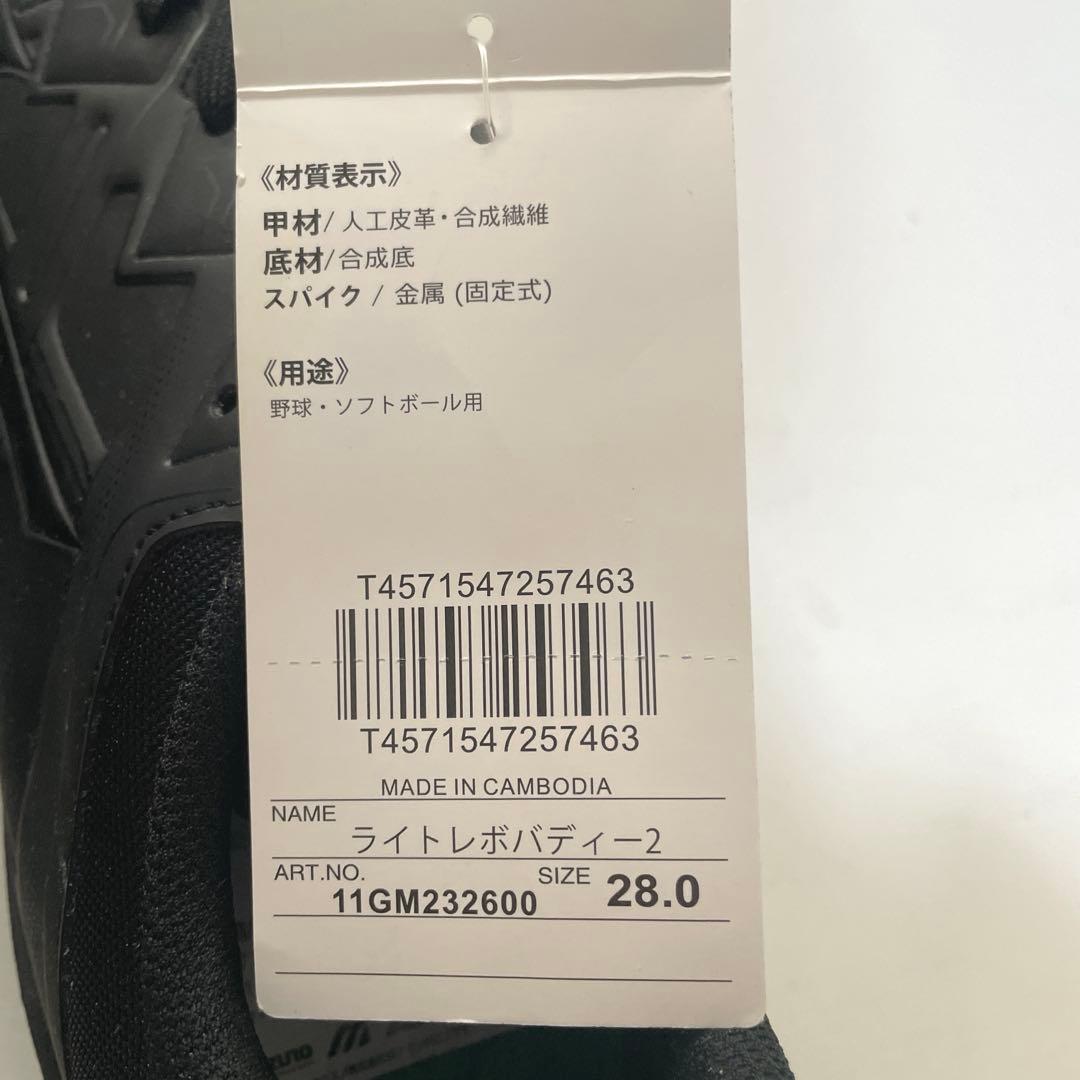 《材質表示》
甲材/人工皮革・合成繊維
底材/合成底
スパイク / 金属 (固定式)
《用途》
野球・ソフトボール用
T4571547257463
T4571547257463
MADE IN CAMBODIA
NAME ライトレボバディー2
ART.NO. 11GM232600 SIZE 28.0